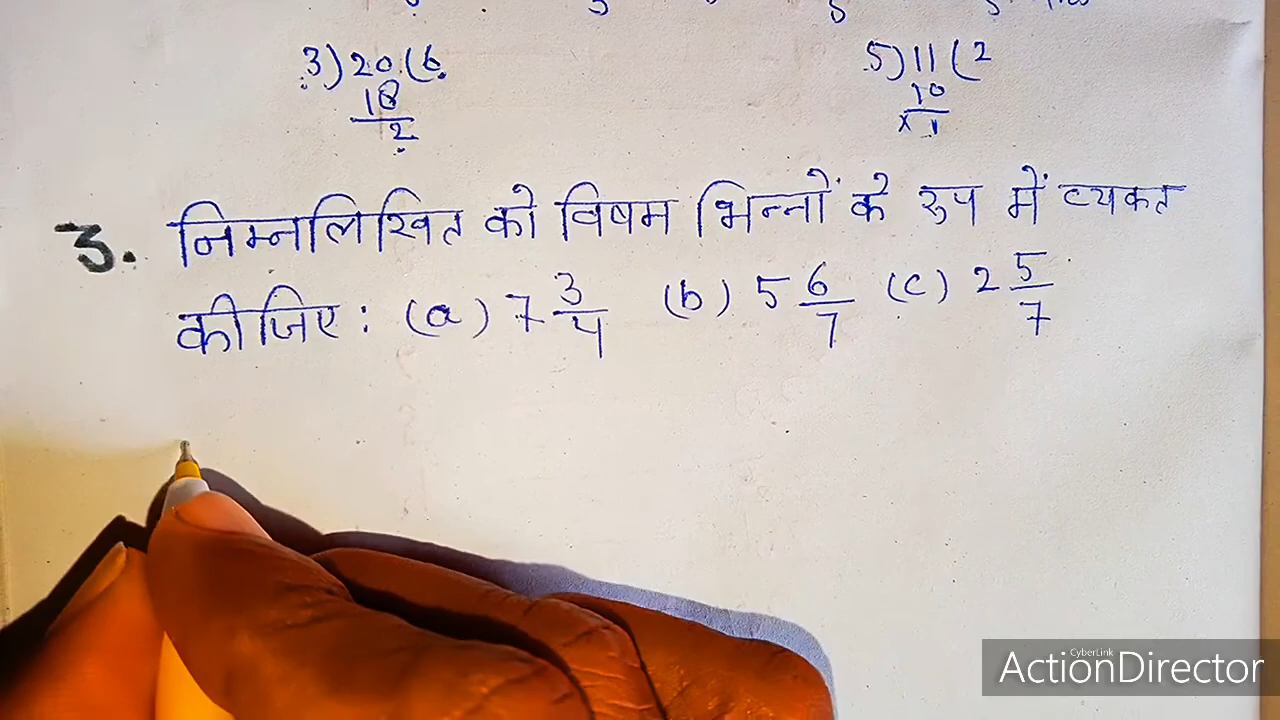 3)20(6 5)11(2
18 10
2 x 1
3. निम्नलिखित को विषम भिन्नों के रुप में व्यक्त
कीजिए: (a) 7 3/4 (b) 5 6/7 (c) 2 5/7
CyberLink
ActionDirector